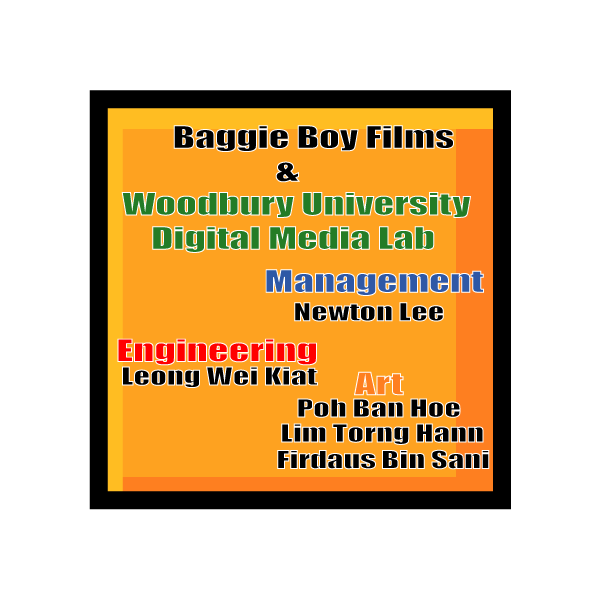 Baggie Boy Films
&
Woodbury University
Digital Media Lab
Management
Newton Lee
Engineering
Leong Wei Kiat
Art
Poh Ban Hoe
Lim Torng Hann
Firdaus Bin Sani